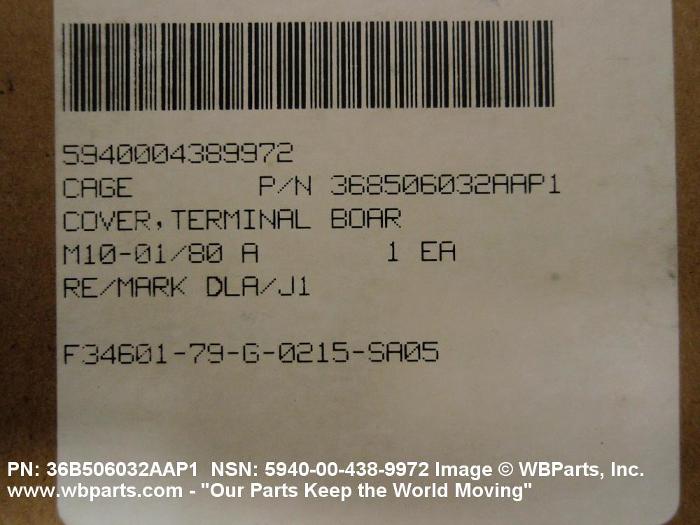 5940004389972
CAGE P/N 368506032AAP1
COVER,TERMINAL BOAR
M10-01/80 A 1 EA
RE/MARK DLA/J1
F34601-79-G-0215-SA05
PN: 36B506032AAP1 NSN: 5940-00-438-9972 Image © WBParts, Inc.
www.wbparts.com - "Our Parts Keep the World Moving"